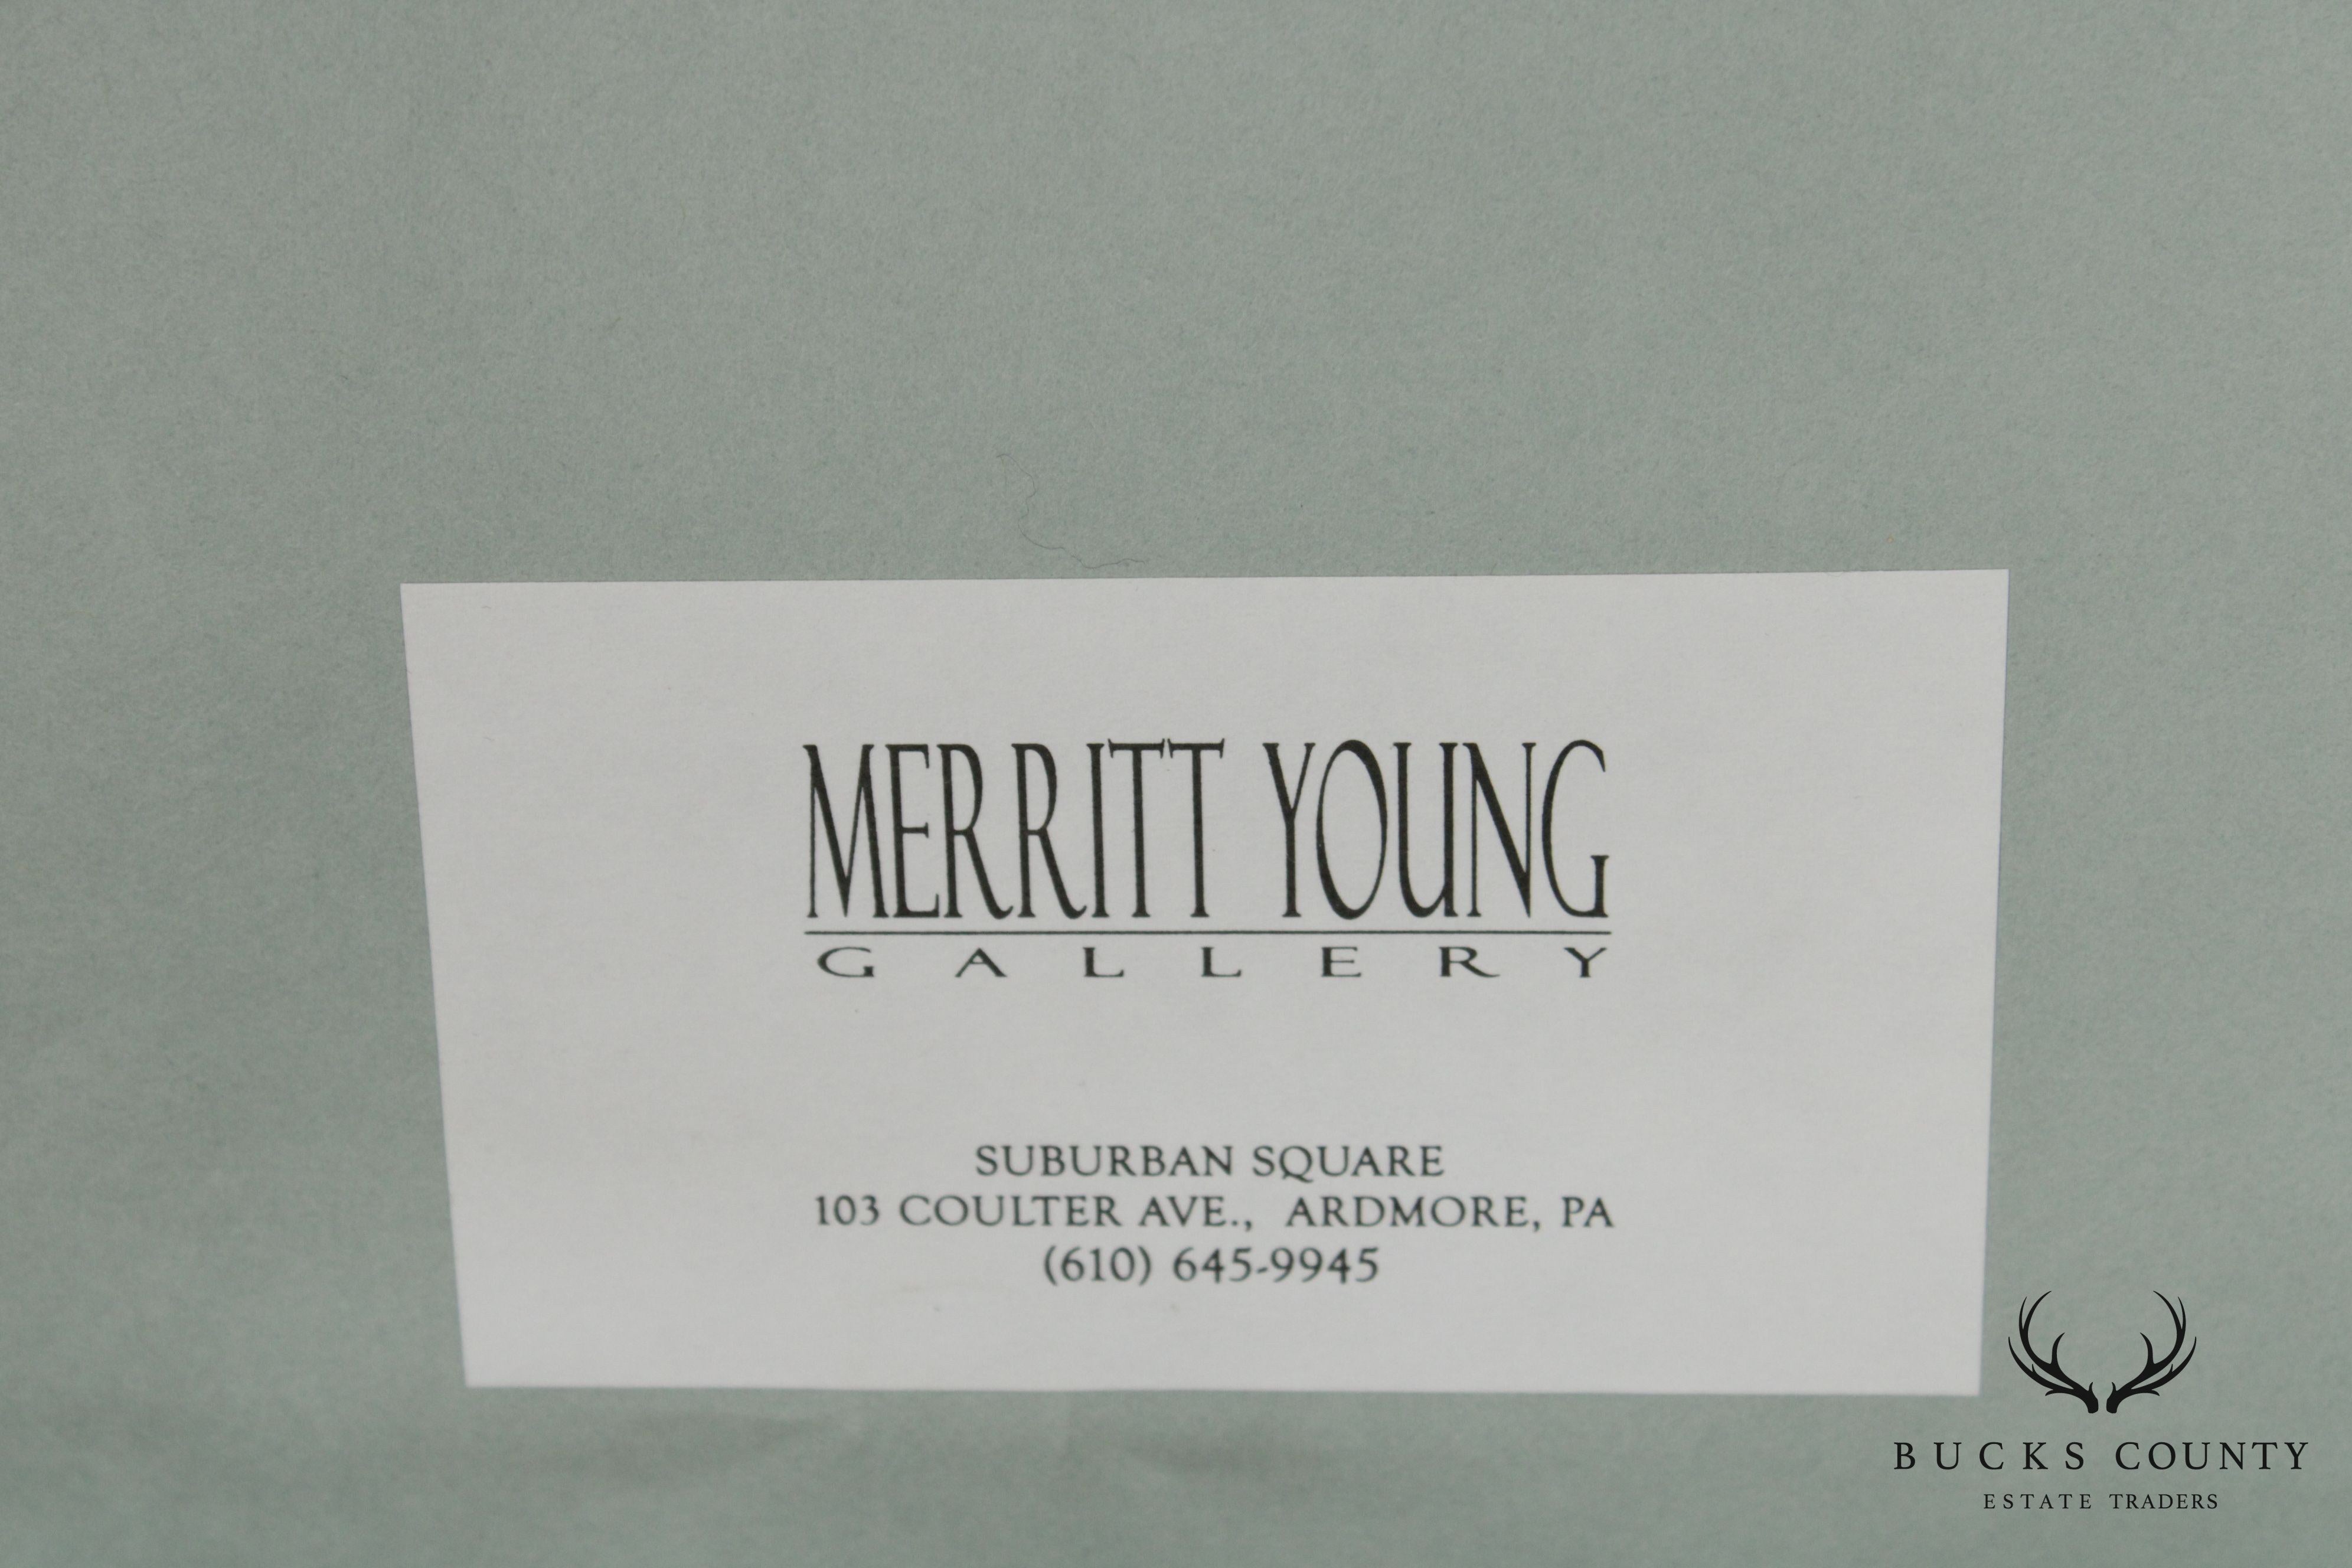 MERRITT YOUNG
GALLERY
SUBURBAN SQUARE
103 COULTER AVE., ARDMORE, PA
(610) 645-9945
BUCKS COUNTY
ESTATE TRADERS